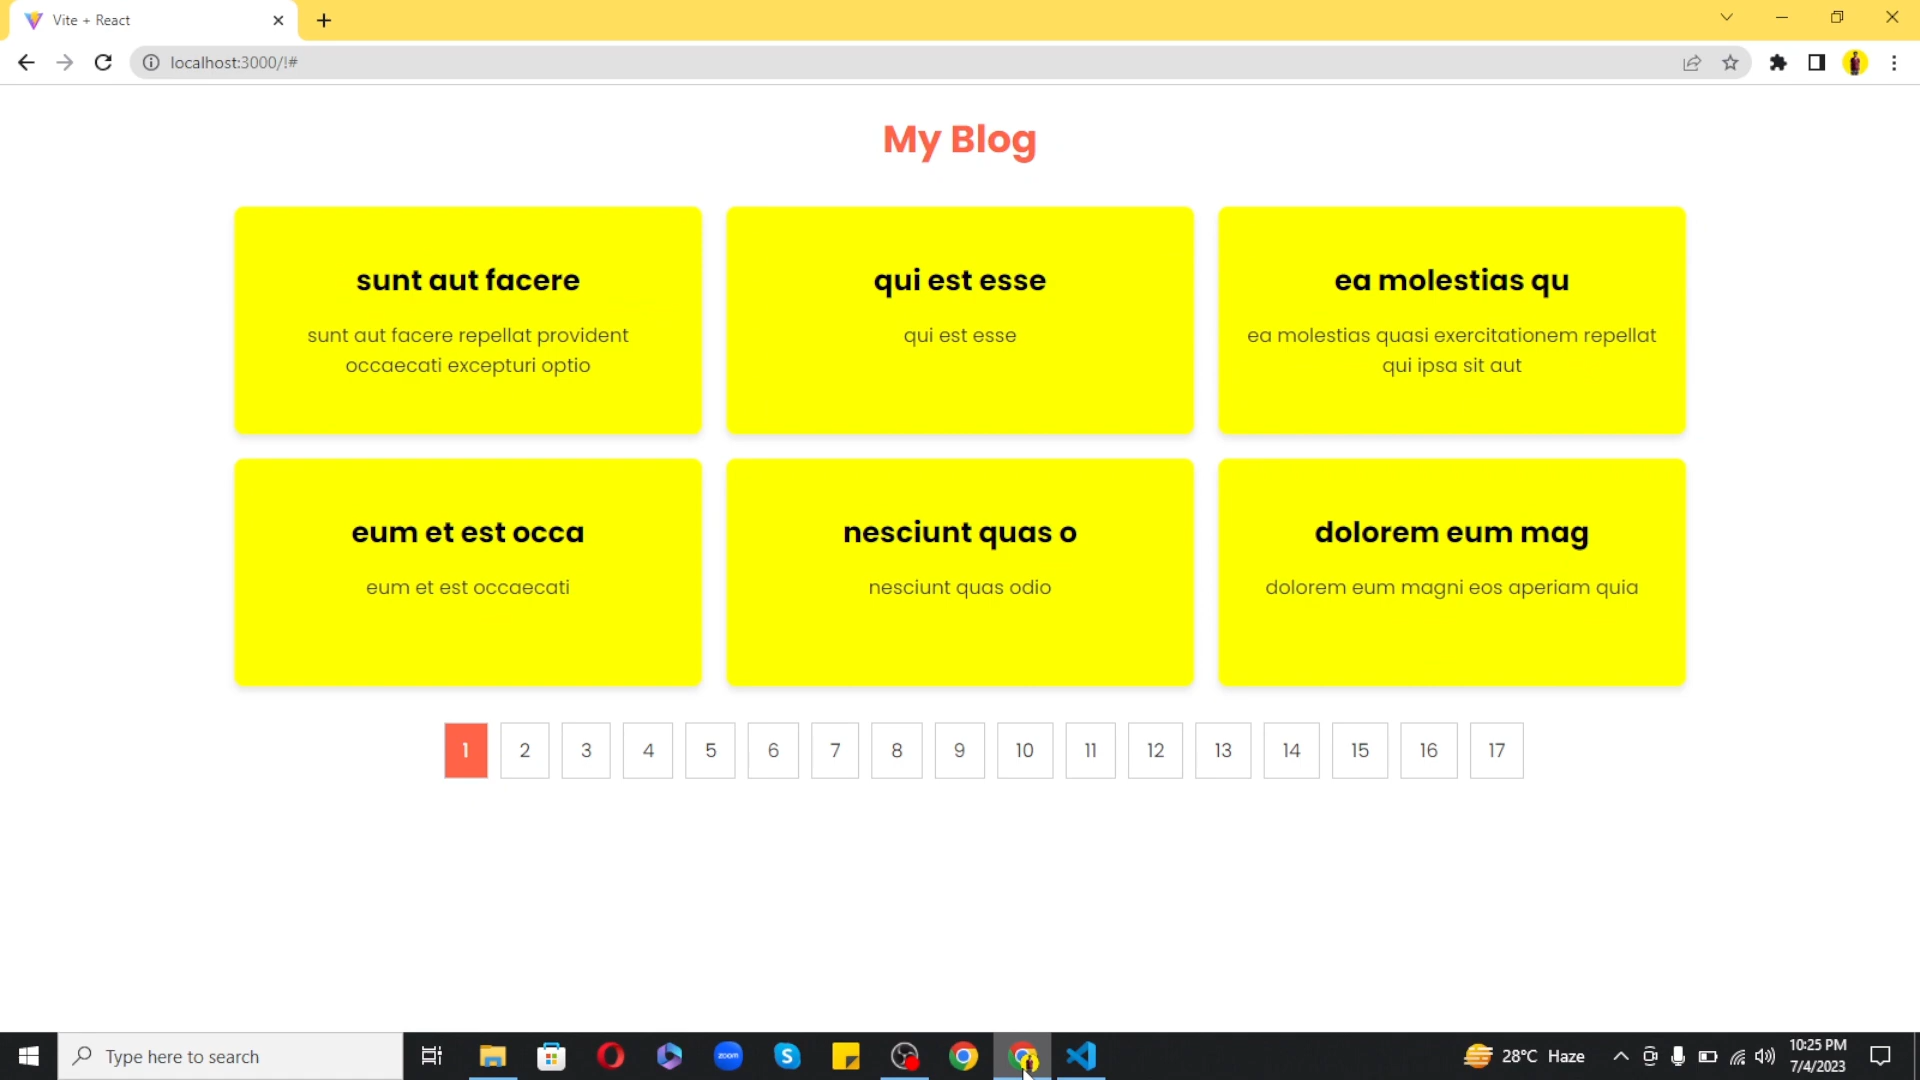 Vite + React
localhost:3000/!#
My Blog
sunt aut facere
sunt aut facere repellat provident
occaecati excepturi optio
qui est esse
qui est esse
ea molestias qu
ea molestias quasi exercitationem repellat
qui ipsa sit aut
eum et est occa
eum et est occaecati
nesciunt quas o
nesciunt quas odio
dolorem eum mag
dolorem eum magni eos aperiam quia
1 2 3 4 5 6 7 8 9 10 11 12 13 14 15 16 17
Type here to search
zoom
28°C Haze
10:25 PM
7/4/2023